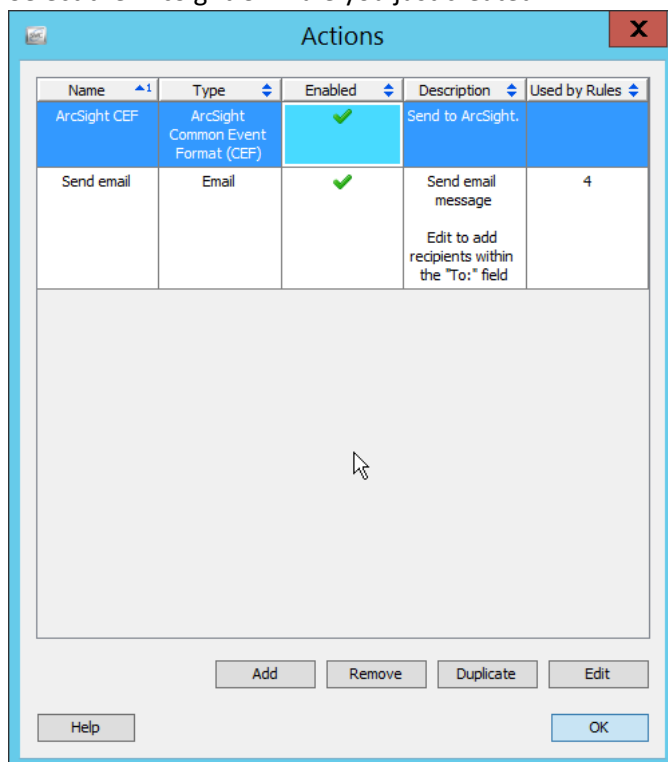 Actions
X
Name 1 Type Enabled Description Used by Rules
ArcSight CEF ArcSight Send to ArcSight.
Common Event
Format (CEF)
Send email Email Send email 4
message
Edit to add
recipients within
the "To:" field
Add Remove Duplicate Edit
Help OK